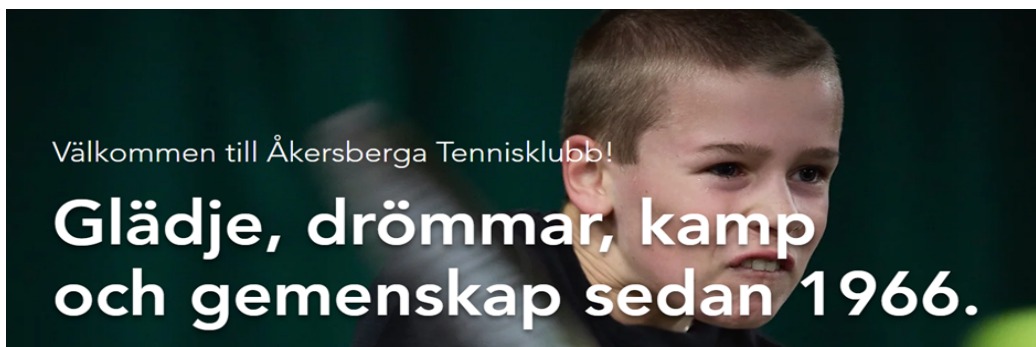 Välkommen till Åkersberga Tennisklubb!
Glädje, drömmar, kamp
och gemenskap sedan 1966.